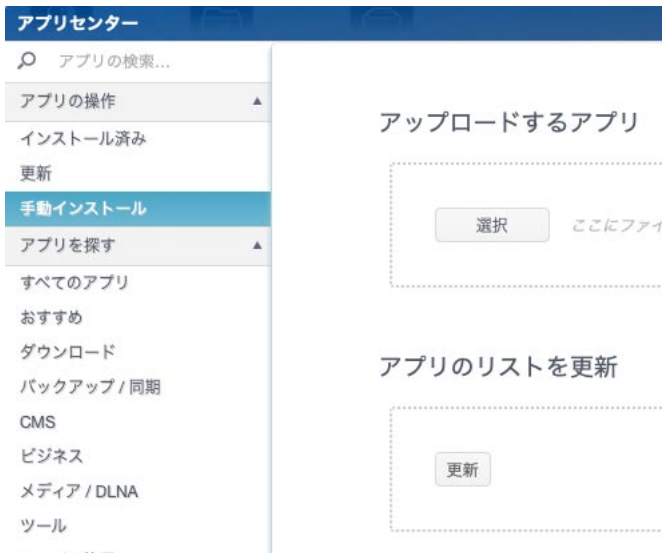 アプリセンター
アプリの検索...
アプリの操作
インストール済み
更新
手動インストール
アプリを探す
すべてのアプリ
おすすめ
ダウンロード
バックアップ / 同期
CMS
ビジネス
メディア / DLNA
ツール
アップロードするアプリ
選択 ここにファイ
アプリのリストを更新
更新